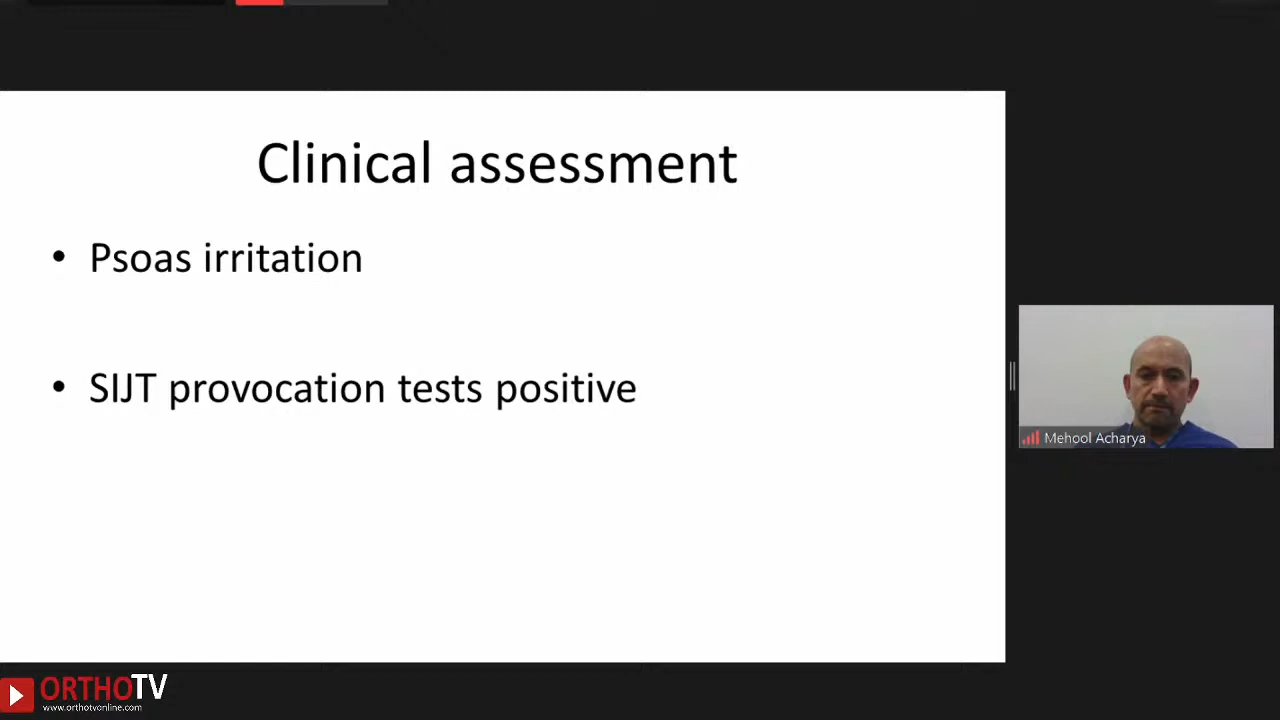 Clinical assessment
• Psoas irritation
• SIJT provocation tests positive
Mehool Acharya
ORTHOTV
www.orthotvonline.com